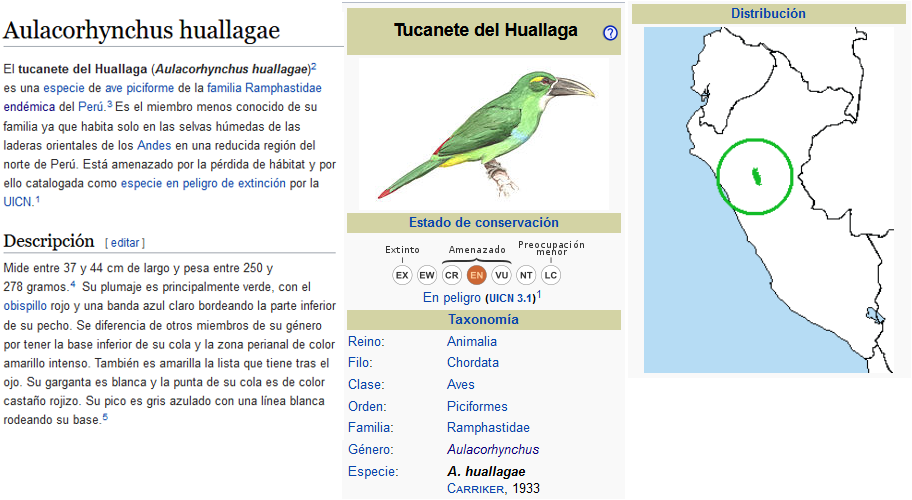 Aulacorhynchus huallagae
El tucanete del Huallaga (Aulacorhynchus huallagae)2
es una especie de ave piciforme de la familia Ramphastidae
endémica del Perú.3 Es el miembro menos conocido de su
familia ya que habita solo en las selvas húmedas de las
laderas orientales de los Andes en una reducida región del
norte de Perú. Está amenazado por la pérdida de hábitat y por
ello catalogada como especie en peligro de extinción por la
UICN.1
Descripción [ editar ]
Mide entre 37 y 44 cm de largo y pesa entre 250 y
278 gramos.4 Su plumaje es principalmente verde, con el
obispillo rojo y una banda azul claro bordeando la parte inferior
de su pecho. Se diferencia de otros miembros de su género
por tener la base inferior de su cola y la zona perianal de color
amarillo intenso. También es amarilla la lista que tiene tras el
ojo. Su garganta es blanca y la punta de su cola es de color
castaño rojizo. Su pico es gris azulado con una línea blanca
rodeando su base.5
Tucanete del Huallaga ?
Estado de conservación
Extinto Amenazado Preocupación
menor
EX EW CR EN VU NT LC
En peligro (UICN 3.1)1
Taxonomía
Reino: Animalia
Filo: Chordata
Clase: Aves
Orden: Piciformes
Familia: Ramphastidae
Género: Aulacorhynchus
Especie: A. huallagae
CARRIKER, 1933
Distribución